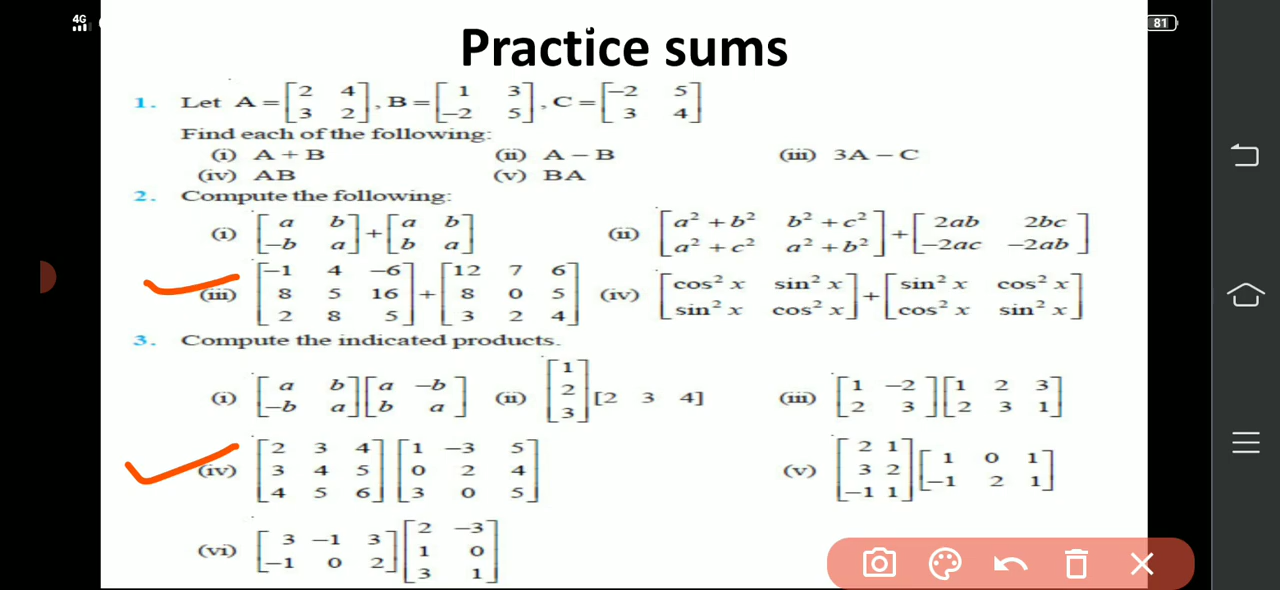 4G
81
Practice sums
1. Let A = [2 4; 3 2], B = [1 3; −2 5], C = [−2 5; 3 4]
Find each of the following:
(i) A + B (ii) A − B (iii) 3A − C
(iv) AB (v) BA
2. Compute the following:
(i) [a b; −b a] + [a b; b a] (ii) [a² + b² b² + c²; a² + c² a² + b²] + [2ab 2bc; −2ac −2ab]
(iii) [−1 4 −6; 8 5 16; 2 8 5] + [12 7 6; 8 0 5; 3 2 4] (iv) [cos² x sin² x; sin² x cos² x] + [sin² x cos² x; cos² x sin² x]
3. Compute the indicated products.
(i) [a b; −b a] [a −b; b a] (ii) [1; 2; 3] [2 3 4] (iii) [1 −2; 2 3] [1 2 3; 2 3 1]
(iv) [2 3 4; 3 4 5; 4 5 6] [1 −3 5; 0 2 4; 3 0 5] (v) [2 1; 3 2; −1 1] [1 0 1; −1 2 1]
(vi) [3 −1 3; −1 0 2] [2 −3; 1 0; 3 1]